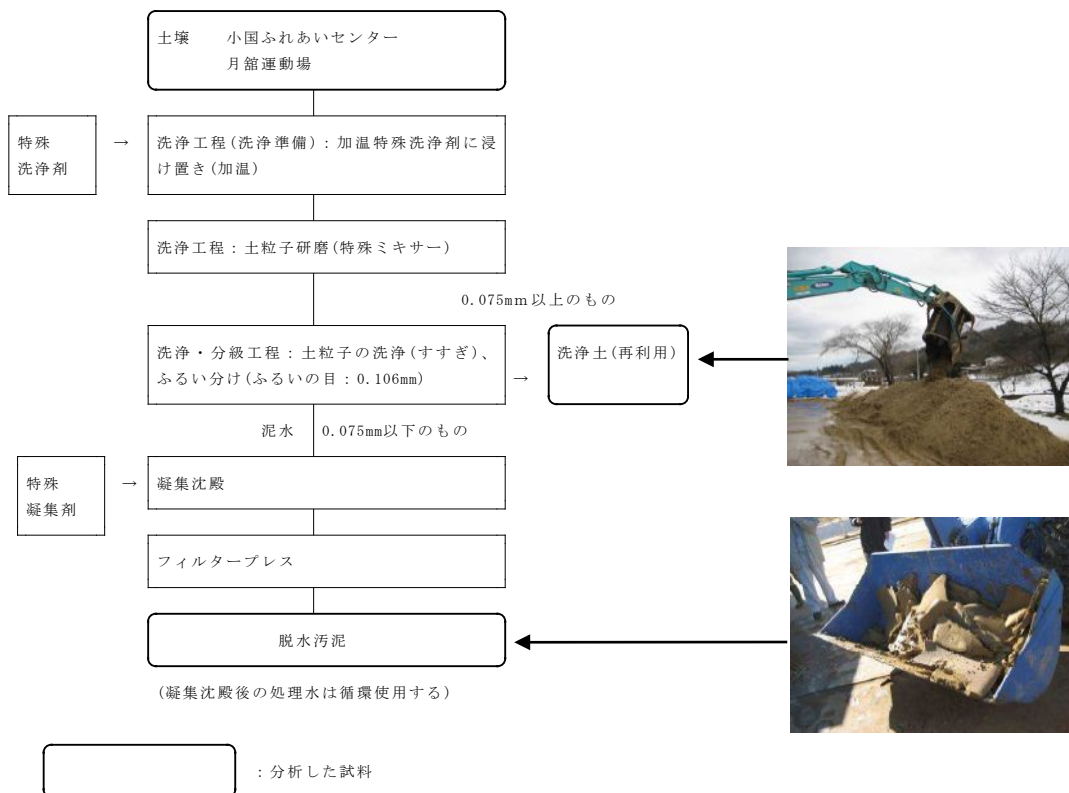 土壌 小国ふれあいセンター
月舘運動場
特殊
洗浄剤
→
洗浄工程(洗浄準備)：加温特殊洗浄剤に浸
け置き(加温)
洗浄工程：土粒子研磨(特殊ミキサー)
0.075mm以上のもの
洗浄・分級工程：土粒子の洗浄(すすぎ)、
ふるい分け(ふるいの目：0.106mm)
→
洗浄土(再利用)
泥水 0.075mm以下のもの
特殊
凝集剤
→
凝集沈殿
フィルタープレス
脱水汚泥
(凝集沈殿後の処理水は循環使用する)
：分析した試料